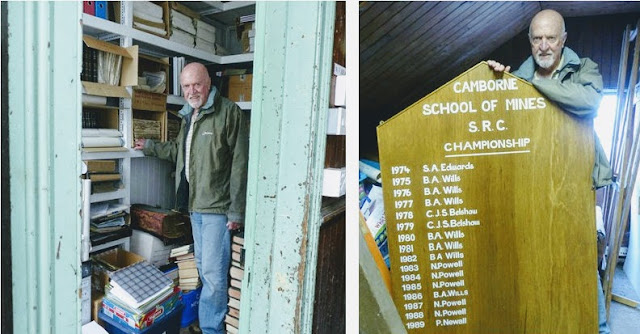 CAMBORNE
SCHOOL OF MINES
S.R.C.
CHAMPIONSHIP
1974 S.A. Edwards
1975 B.A. Wills
1976 B.A. Wills
1977 B.A. Wills
1978 C.J.S. Belshaw
1979 C.J.S. Belshaw
1980 B.A. Wills
1981 B.A. Wills
1982 B.A Wills
1983 N.Powell
1984 N.Powell
1985 N.Powell
1986 B.A.WILLS
1987 N.Powell
1988 N.Powell
1989 P.Newall